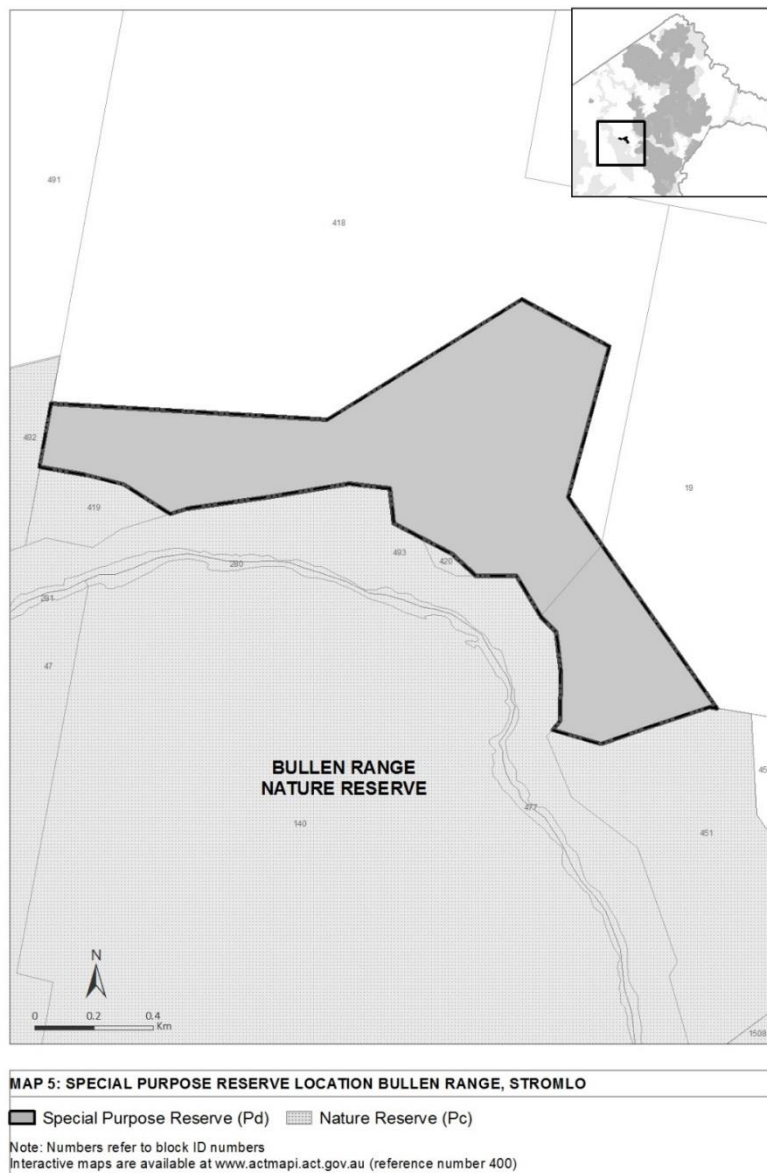 491
418
492
19
419
493
420
280
281
47
BULLEN RANGE
NATURE RESERVE
477
140
451
N
0 0.2 0.4
Km
1508
MAP 5: SPECIAL PURPOSE RESERVE LOCATION BULLEN RANGE, STROMLO
Special Purpose Reserve (Pd) Nature Reserve (Pc)
Note: Numbers refer to block ID numbers
Interactive maps are available at www.actmapi.act.gov.au (reference number 400)